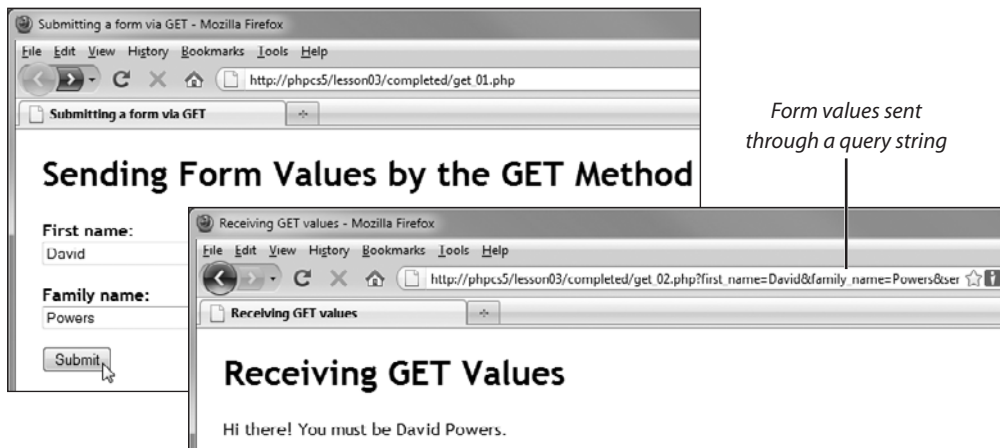 Submitting a form via GET - Mozilla Firefox
File Edit View History Bookmarks Tools Help
http://phpcs5/lesson03/completed/get_01.php
Submitting a form via GET
Form values sent
through a query string
Sending Form Values by the GET Method
First name:
David
Family name:
Powers
Submit
Receiving GET values - Mozilla Firefox
File Edit View History Bookmarks Tools Help
http://phpcs5/lesson03/completed/get_02.php?first_name=David&family_name=Powers&ser
Receiving GET values
Receiving GET Values
Hi there! You must be David Powers.